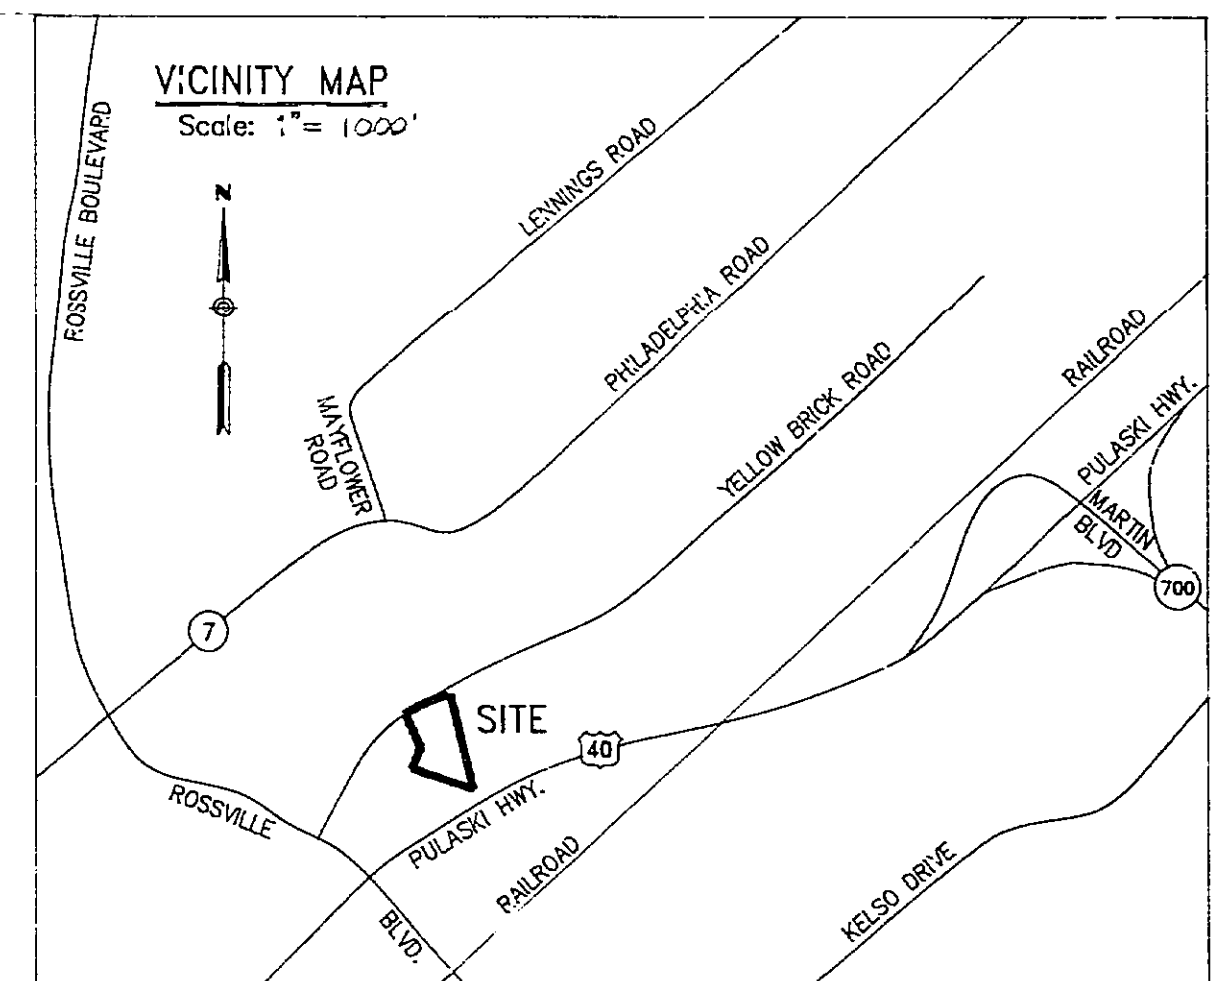 VICINITY MAP
Scale: 1"= 1000'
N
ROSSVILLE BOULEVARD
LENNINGS ROAD
PHILADELPHIA ROAD
YELLOW BRICK ROAD
RAILROAD
PULASKI HWY.
MAYFLOWER
ROAD
MARTIN
BLVD
700
7
SITE
40
ROSSVILLE
PULASKI HWY.
RAILROAD
KELSO DRIVE
BLVD.